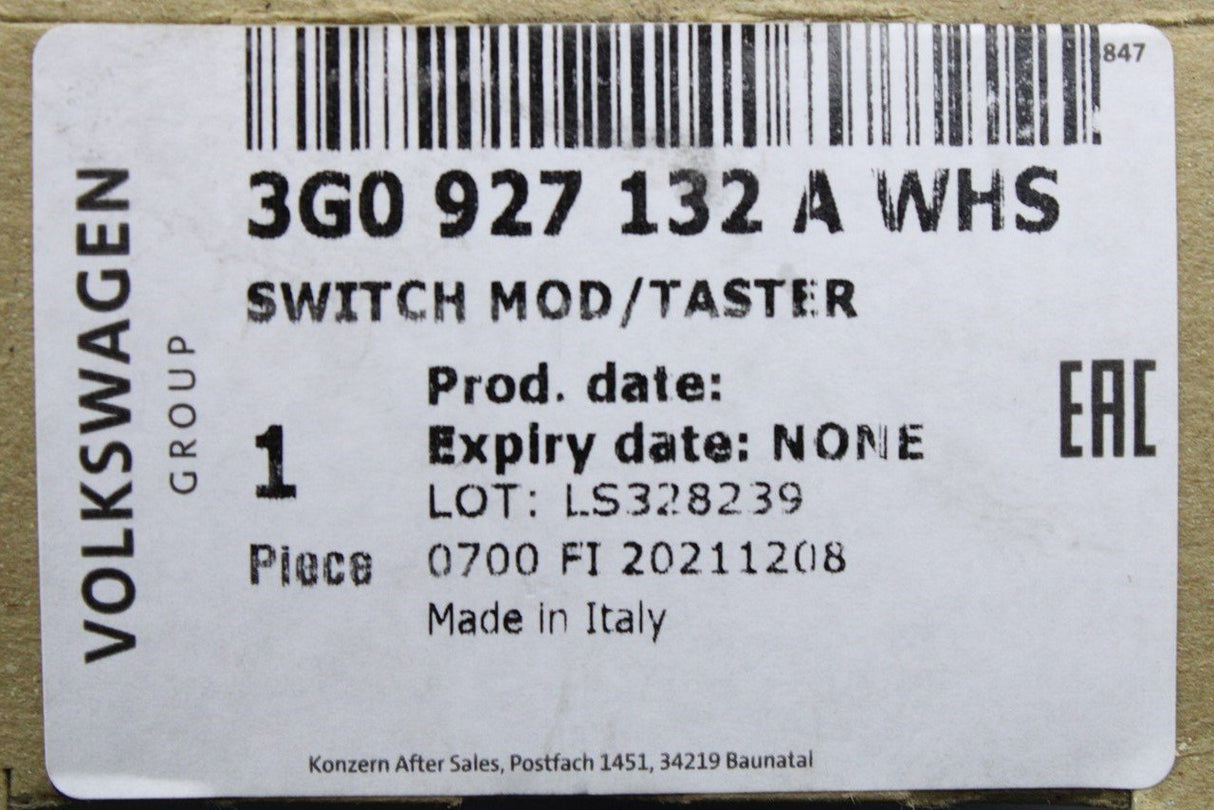 847
3G0 927 132 A WHS
SWITCH MOD/TASTER
Prod. date:
Expiry date: NONE
1
LOT: LS328239
Piece
0700 FI 20211208
Made in Italy
EAC
VOLKSWAGEN
GROUP
Konzern After Sales, Postfach 1451, 34219 Baunatal